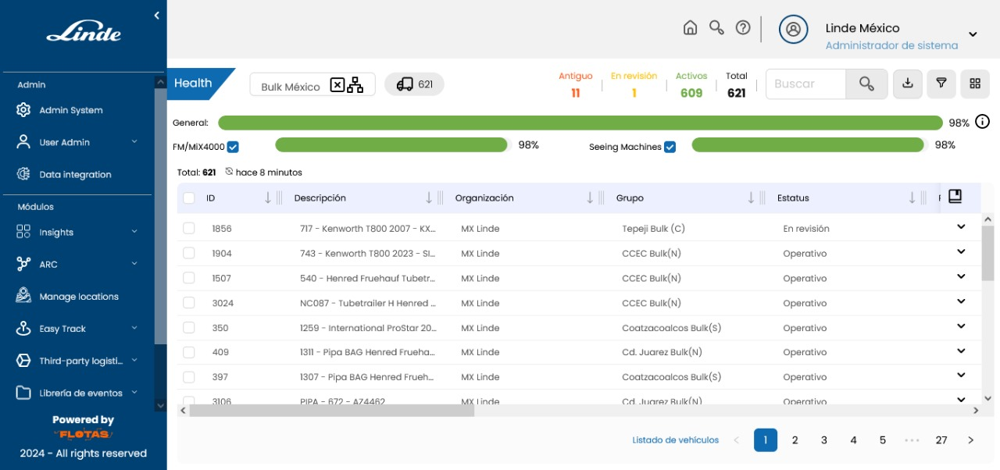 Linde
Admin
Admin System
User Admin
Data integration
Módulos
Insights
ARC
Manage locations
Easy Track
Third-party logisti...
Librería de eventos
Powered by
FLOTAS
2024 - All rights reserved
Linde México
Administrador de sistema
Health
Bulk México
621
Antiguo
11
En revisión
1
Activos
609
Total
621
Buscar
General: 98%
FM/MiX4000 98% Seeing Machines 98%
Total: 621 hace 8 minutos
ID Descripción Organización Grupo Estatus
1856 717 - Kenworth T800 2007 - KX... MX Linde Tepeji Bulk (C) En revisión
1904 743 - Kenworth T800 2023 - SI... MX Linde CCEC Bulk(N) Operativo
1507 540 - Henred Fruehauf Tubetr... MX Linde CCEC Bulk(N) Operativo
3024 NC087 - Tubetrailer H Henred ... MX Linde CCEC Bulk(N) Operativo
350 1259 - International ProStar 20... MX Linde Coatzacoalcos Bulk(S) Operativo
409 1311 - Pipa BAG Henred Frueha... MX Linde Cd. Juarez Bulk(N) Operativo
397 1307 - Pipa BAG Henred Frueh... MX Linde Coatzacoalcos Bulk(S) Operativo
3106 PIPA - 672 - AZ4462 MX Linde Cd. Juarez Bulk(N) Operativo
Listado de vehículos < 1 2 3 4 5 ••• 27 >